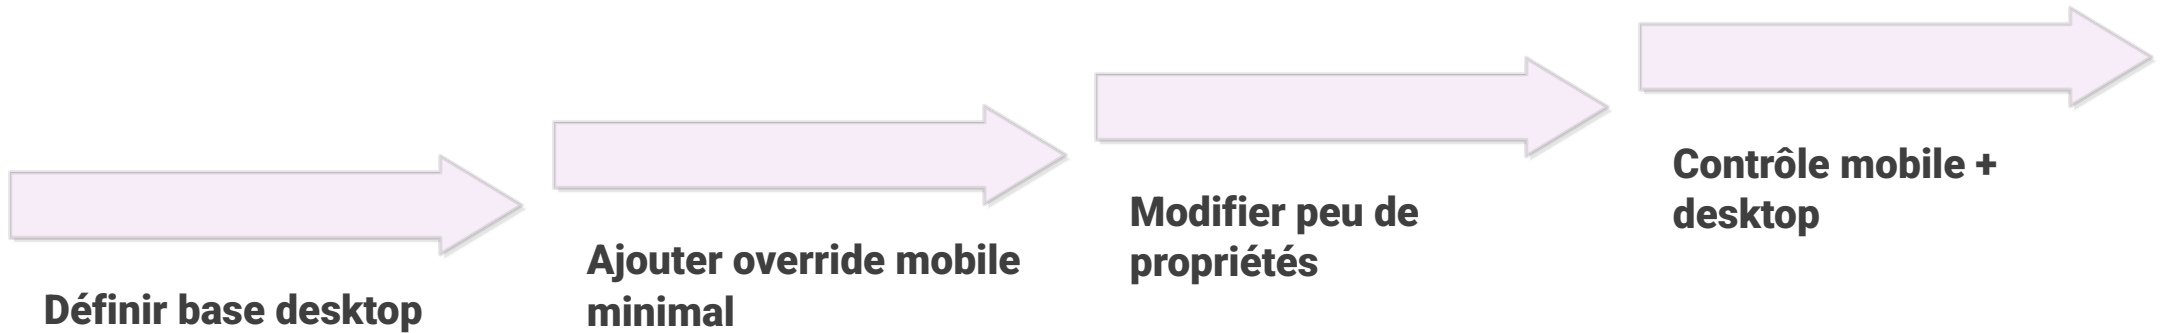 Définir base desktop
Ajouter override mobile
minimal
Modifier peu de
propriétés
Contrôle mobile +
desktop